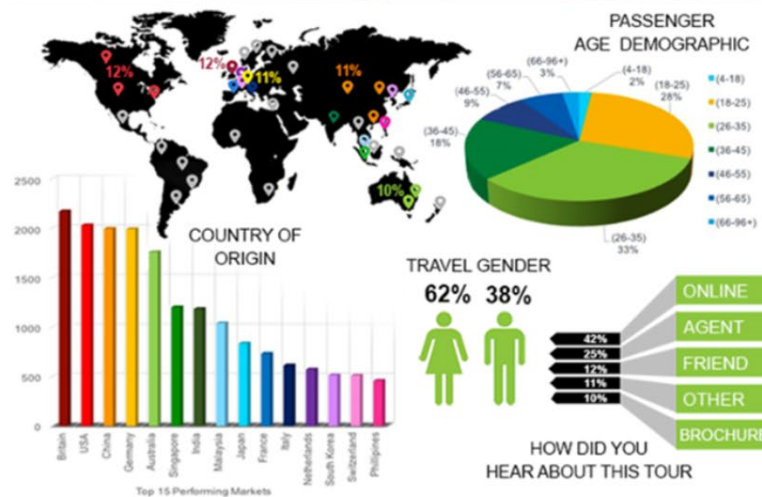 PASSENGER
AGE DEMOGRAPHIC
12%
12%
11%
11%
10%
(66-96+)
3%
(4-18)
2%
(56-65)
7%
(18-25)
28%
(46-55)
9%
(36-45)
18%
(26-35)
33%
(4-18)
(18-25)
(26-35)
(36-45)
(46-55)
(56-65)
(66-96+)
COUNTRY OF
ORIGIN
2500
2000
1500
1000
500
0
Britain
USA
China
Germany
Australia
Singapore
India
Malaysia
Japan
France
Italy
Netherlands
South Korea
Switzerland
Phillipines
Top 15 Performing Markets
TRAVEL GENDER
62% 38%
42%
25%
12%
11%
10%
ONLINE
AGENT
FRIEND
OTHER
BROCHURE
HOW DID YOU
HEAR ABOUT THIS TOUR